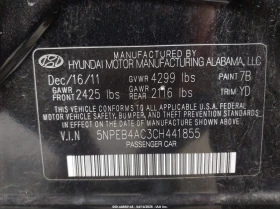 HYUNDAI MOTOR MANUFACTURING ALABAMA, LLC
Dec/16/11 GVWR 4299 lbs PAINT 7B
GAWR FRONT 2425 lbs GAWR REAR 2116 lbs TRIM YD
THIS VEHICLE CONFORMS TO ALL APPLICABLE
FEDERAL MOTOR VEHICLE SAFETY, BUMPER, AND
THEFT PREVENTION STANDARDS IN EFFECT ON
THE DATE OF MANUFACTURE SHOWN ABOVE.
V.I.N 5NPEB4AC3CH441855
PASSENGER CAR